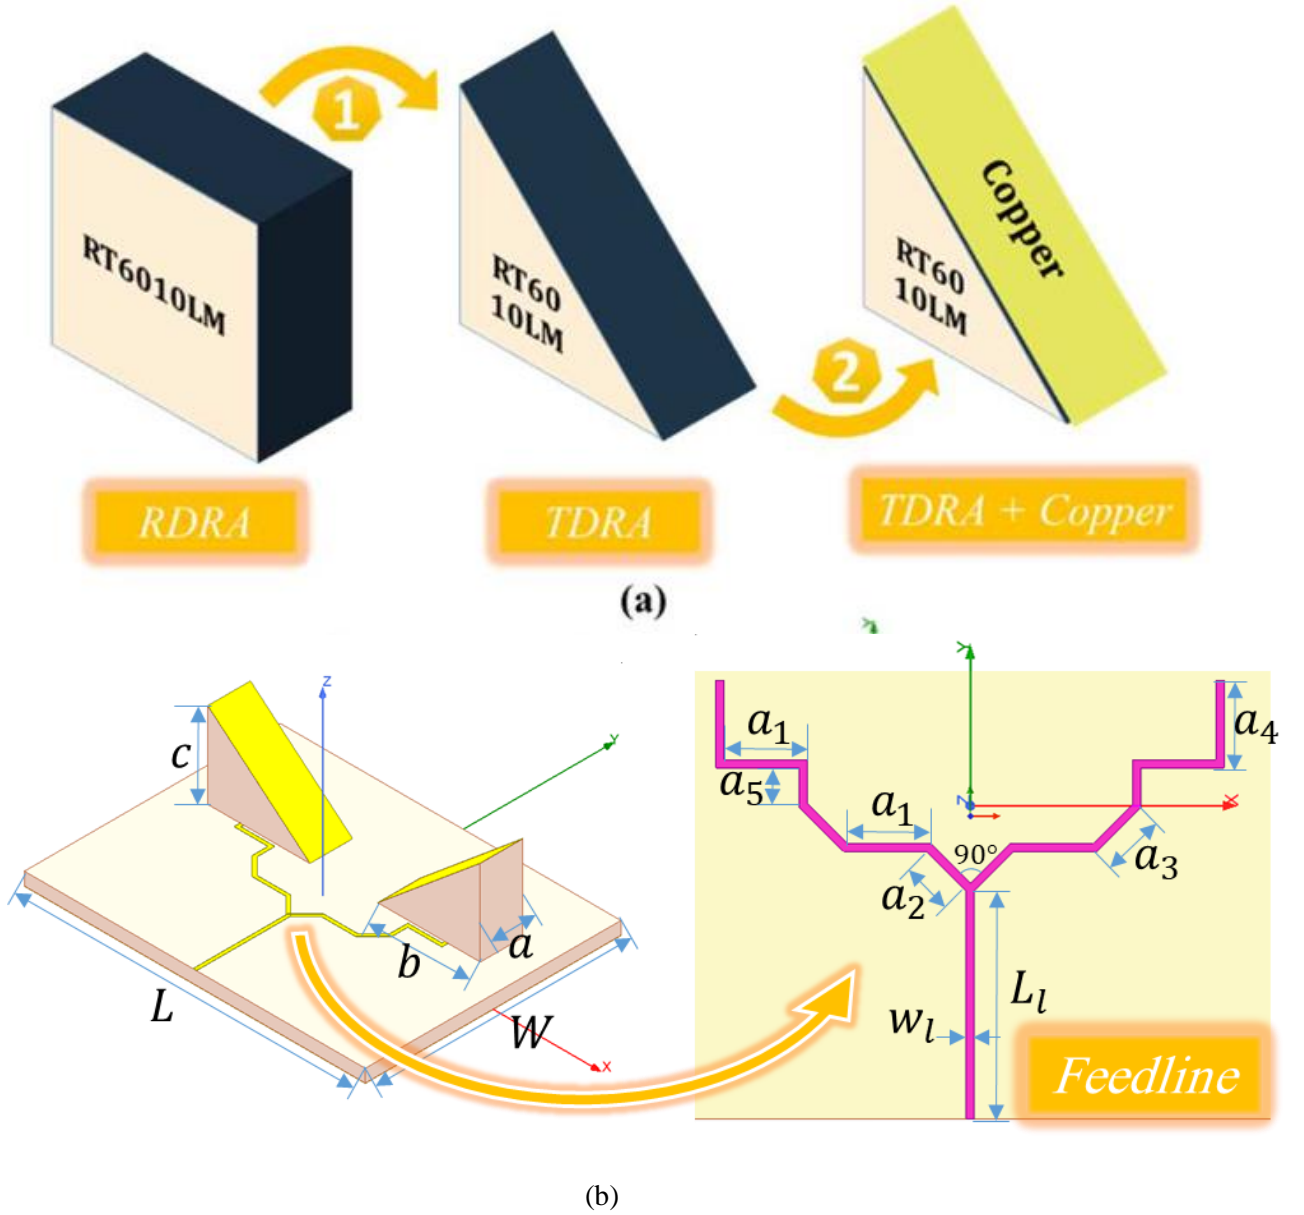 1
RT6010LM
RT60
10LM
Copper
RT60
10LM
2
RDRA
TDRA
TDRA + Copper
(a)
Y
Z
Y
c
b
a
L
W
X
Y
a₁
a₄
a₅
Z
X
a₁
90°
a₃
a₂
Lₗ
wₗ
Feedline
(b)